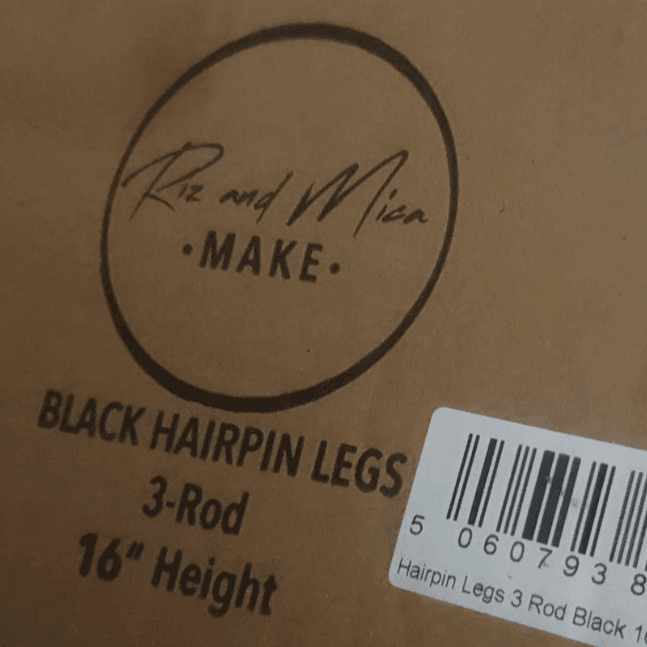 Riz and Mica
·MAKE·
BLACK HAIRPIN LEGS
3-Rod
16" Height
5 060793 8
Hairpin Legs 3 Rod Black